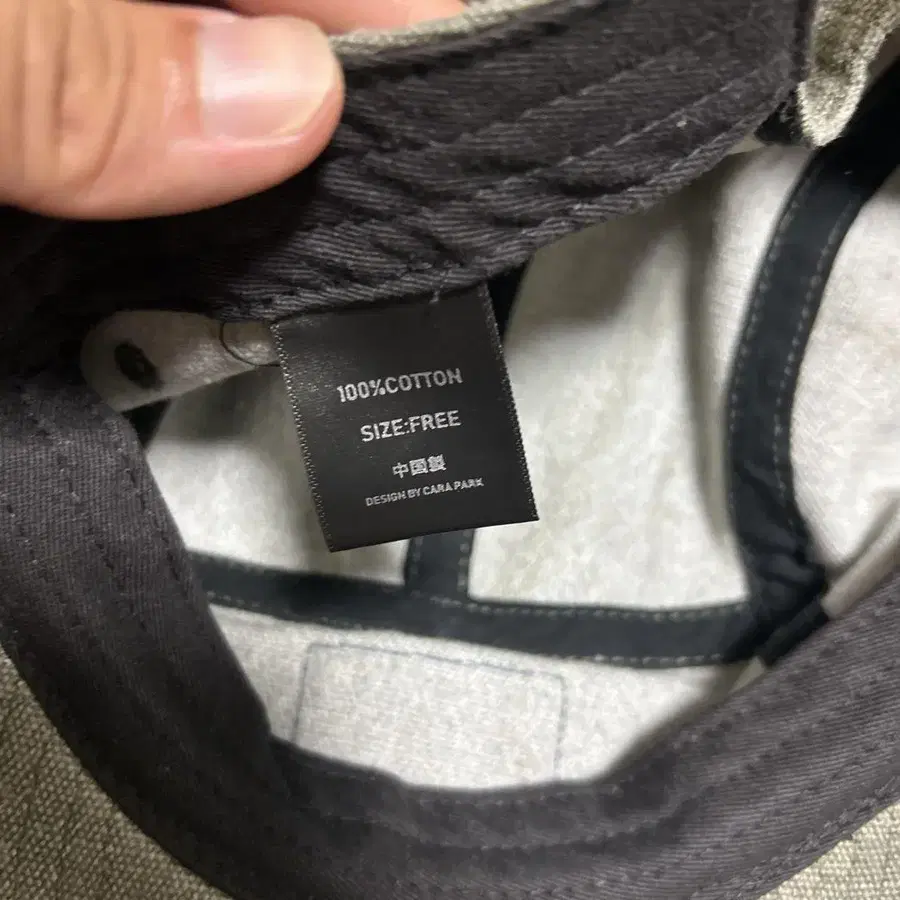 100%COTTON
SIZE:FREE
中国製
DESIGN BY CARA PARK